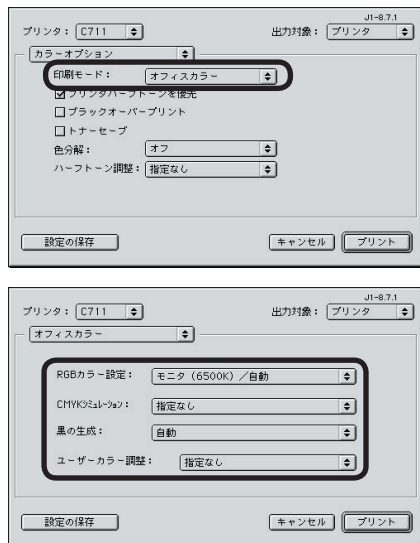 J1-8.7.1
プリンタ： C711 出力対象： プリンタ
カラーオプション
印刷モード： オフィスカラー
プリンタハーフトーンを優先
ブラックオーバープリント
トナーセーブ
色分解： オフ
ハーフトーン調整： 指定なし
設定の保存 キャンセル プリント
J1-8.7.1
プリンタ： C711 出力対象： プリンタ
オフィスカラー
RGBカラー設定： モニタ（6500K）／自動
CMYKｼﾐｭﾚｰｼｮﾝ： 指定なし
黒の生成： 自動
ユーザーカラー調整： 指定なし
設定の保存 キャンセル プリント